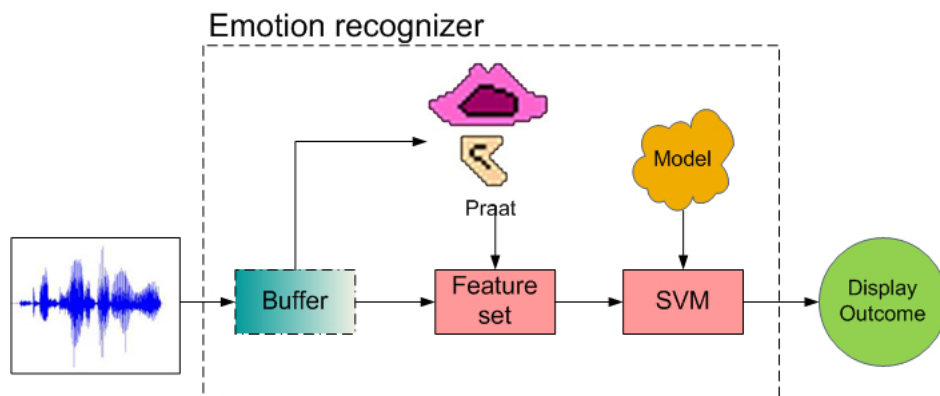 Emotion recognizer
Model
Praat
Buffer
Feature
set
SVM
Display
Outcome